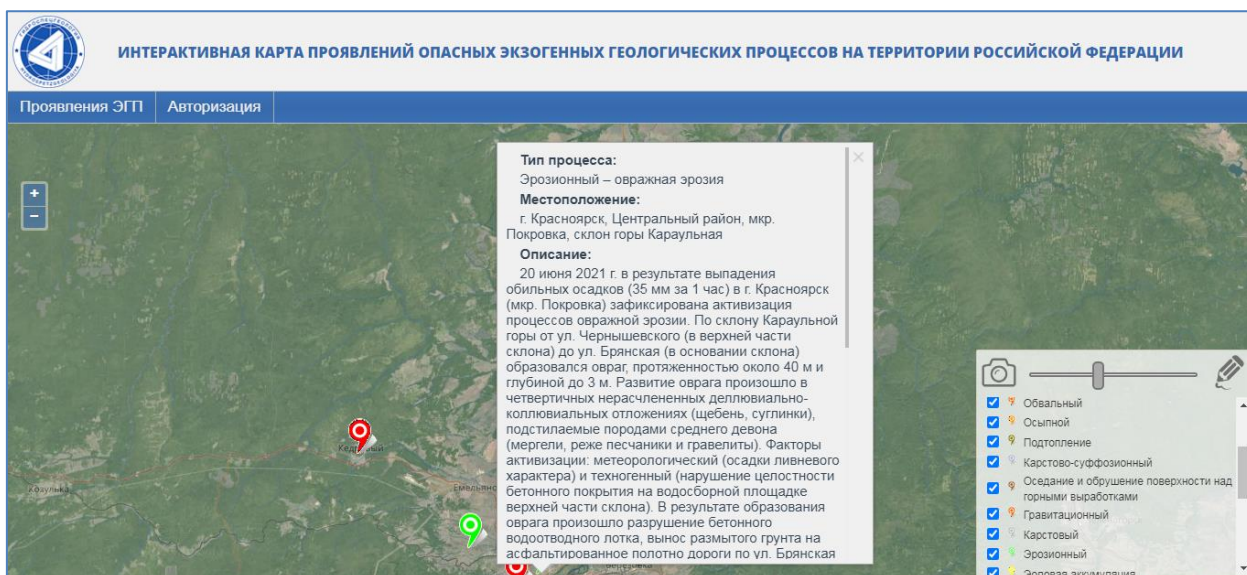 ИНТЕРАКТИВНАЯ КАРТА ПРОЯВЛЕНИЙ ОПАСНЫХ ЭКЗОГЕННЫХ ГЕОЛОГИЧЕСКИХ ПРОЦЕССОВ НА ТЕРРИТОРИИ РОССИЙСКОЙ ФЕДЕРАЦИИ
Проявления ЭГП
Авторизация
Тип процесса:
Эрозионный – овражная эрозия
Местоположение:
г. Красноярск, Центральный район, мкр.
Покровка, склон горы Караульная
Описание:
20 июня 2021 г. в результате выпадения
обильных осадков (35 мм за 1 час) в г. Красноярск
(мкр. Покровка) зафиксирована активизация
процессов овражной эрозии. По склону Караульной
горы от ул. Чернышевского (в верхней части
склона) до ул. Брянская (в основании склона)
образовался овраг, протяженностью около 40 м и
глубиной до 3 м. Развитие оврага произошло в
четвертичных нерасчлененных деллювиально-
коллювиальных отложениях (щебень, суглинки),
подстилаемые породами среднего девона
(мергели, реже песчаники и гравелиты). Факторы
активизации: метеорологический (осадки ливневого
характера) и техногенный (нарушение целостности
бетонного покрытия на водосборной площадке
верхней части склона). В результате образования
оврага произошло разрушение бетонного
водоотводного лотка, вынос размытого грунта на
асфальтированное полотно дороги по ул. Брянская
Козулька
Обвальный
Осыпной
Подтопление
Карстово-суффозионный
Оседание и обрушение поверхности над
горными выработками
Гравитационный
Карстовый
Эрозионный
Эоловая аккумуляция